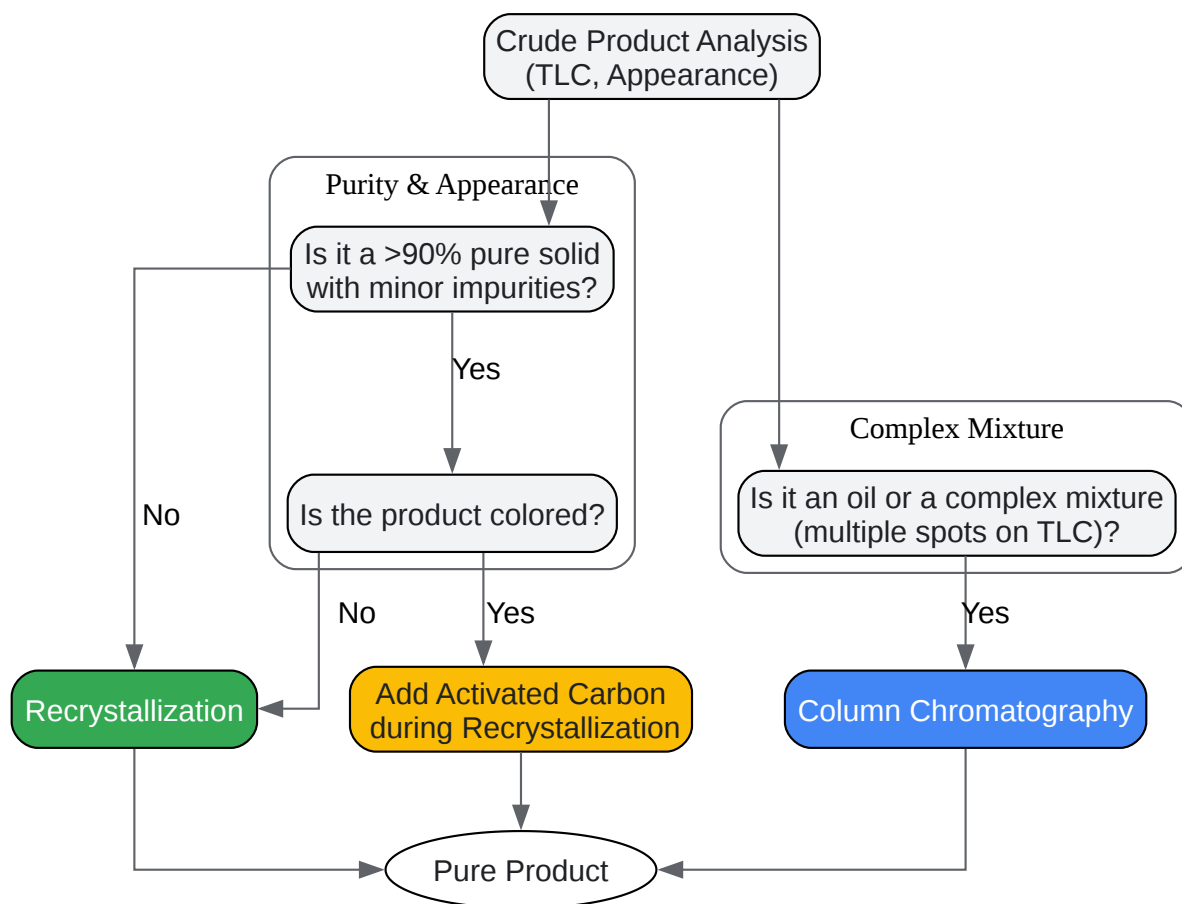 Crude Product Analysis
(TLC, Appearance)
Purity & Appearance
Is it a >90% pure solid
with minor impurities?
Yes
Complex Mixture
Is it an oil or a complex mixture
(multiple spots on TLC)?
Is the product colored?
No
No
Yes
Yes
Recrystallization
Add Activated Carbon
during Recrystallization
Column Chromatography
Pure Product